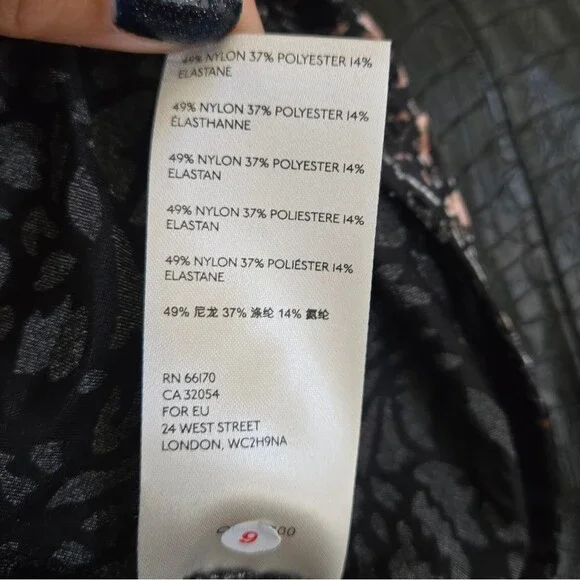 49% NYLON 37% POLYESTER 14%
ELASTANE
49% NYLON 37% POLYESTER 14%
ÉLASTHANNE
49% NYLON 37% POLYESTER 14%
ELASTAN
49% NYLON 37% POLIESTERE 14%
ELASTAN
49% NYLON 37% POLIÉSTER 14%
ELASTANE
49% 尼龙 37% 涤纶 14% 氨纶
RN 66170
CA 32054
FOR EU
24 WEST STREET
LONDON, WC2H9NA
9